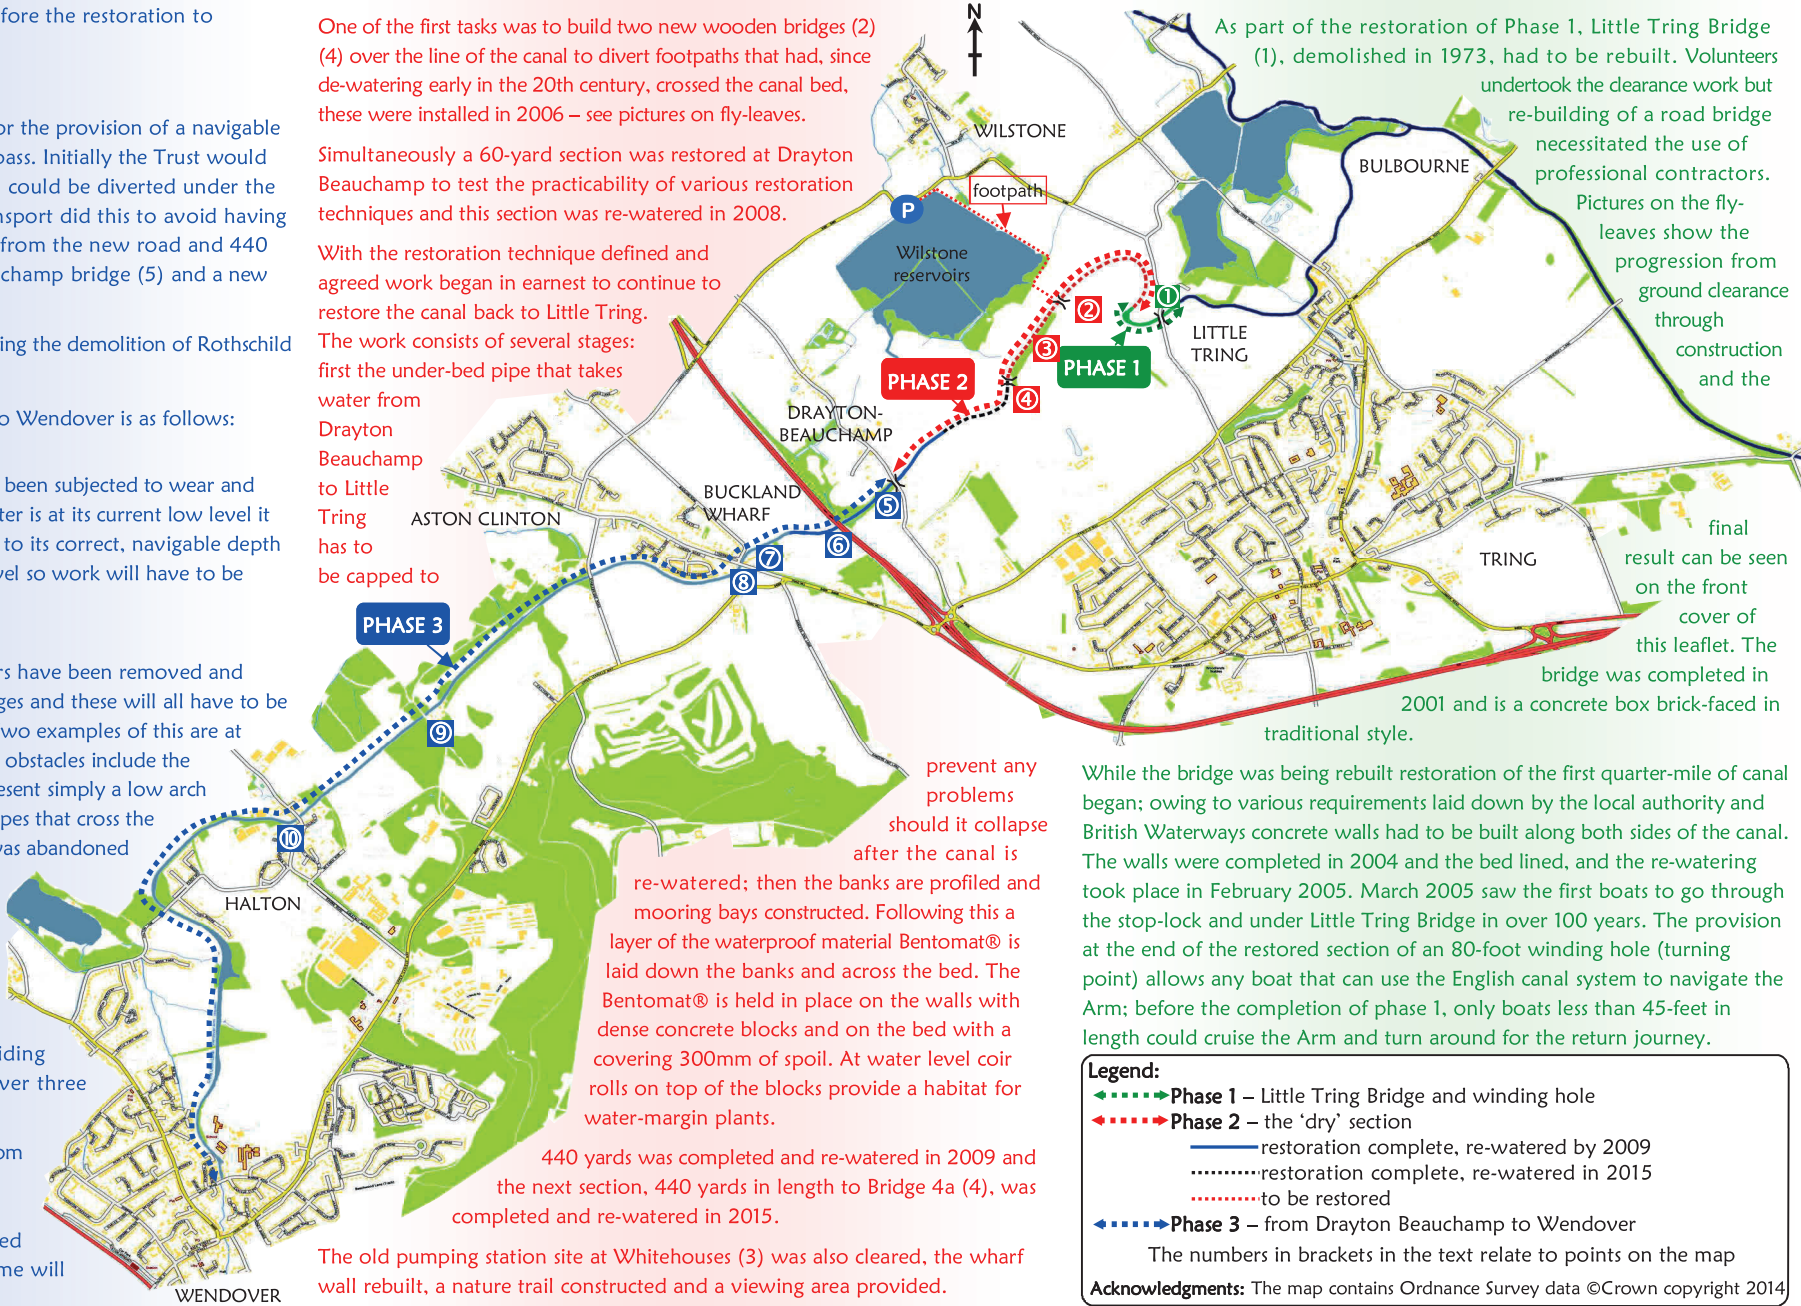 fore the restoration to
or the provision of a navigable
pass. Initially the Trust would
could be diverted under the
nsport did this to avoid having
from the new road and 440
champ bridge (5) and a new
ing the demolition of Rothschild
o Wendover is as follows:
been subjected to wear and
ter is at its current low level it
to its correct, navigable depth
vel so work will have to be
rs have been removed and
ges and these will all have to be
two examples of this are at
obstacles include the
esent simply a low arch
pes that cross the
was abandoned
iding
ver three
om
ed
me will
One of the first tasks was to build two new wooden bridges (2)
(4) over the line of the canal to divert footpaths that had, since
de-watering early in the 20th century, crossed the canal bed,
these were installed in 2006 – see pictures on fly-leaves.
Simultaneously a 60-yard section was restored at Drayton
Beauchamp to test the practicability of various restoration
techniques and this section was re-watered in 2008.
With the restoration technique defined and
agreed work began in earnest to continue to
restore the canal back to Little Tring.
The work consists of several stages:
first the under-bed pipe that takes
water from
Drayton
Beauchamp
to Little
Tring
has to
be capped to
prevent any
problems
should it collapse
after the canal is
re-watered; then the banks are profiled and
mooring bays constructed. Following this a
layer of the waterproof material Bentomat® is
laid down the banks and across the bed. The
Bentomat® is held in place on the walls with
dense concrete blocks and on the bed with a
covering 300mm of spoil. At water level coir
rolls on top of the blocks provide a habitat for
water-margin plants.
440 yards was completed and re-watered in 2009 and
the next section, 440 yards in length to Bridge 4a (4), was
completed and re-watered in 2015.
The old pumping station site at Whitehouses (3) was also cleared, the wharf
wall rebuilt, a nature trail constructed and a viewing area provided.
As part of the restoration of Phase 1, Little Tring Bridge
(1), demolished in 1973, had to be rebuilt. Volunteers
undertook the clearance work but
re-building of a road bridge
necessitated the use of
professional contractors.
Pictures on the fly-
leaves show the
progression from
ground clearance
through
construction
and the
final
result can be seen
on the front
cover of
this leaflet. The
bridge was completed in
2001 and is a concrete box brick-faced in
traditional style.
While the bridge was being rebuilt restoration of the first quarter-mile of canal
began; owing to various requirements laid down by the local authority and
British Waterways concrete walls had to be built along both sides of the canal.
The walls were completed in 2004 and the bed lined, and the re-watering
took place in February 2005. March 2005 saw the first boats to go through
the stop-lock and under Little Tring Bridge in over 100 years. The provision
at the end of the restored section of an 80-foot winding hole (turning
point) allows any boat that can use the English canal system to navigate the
Arm; before the completion of phase 1, only boats less than 45-feet in
length could cruise the Arm and turn around for the return journey.
N
WILSTONE
BULBOURNE
footpath
P
Wilstone
reservoirs
1
2
LITTLE
TRING
3
PHASE 1
PHASE 2
4
DRAYTON-
BEAUCHAMP
BUCKLAND
WHARF
5
ASTON CLINTON
6
7
8
TRING
PHASE 3
9
10
HALTON
WENDOVER
Legend:
Phase 1 – Little Tring Bridge and winding hole
Phase 2 – the ‘dry’ section
restoration complete, re-watered by 2009
restoration complete, re-watered in 2015
to be restored
Phase 3 – from Drayton Beauchamp to Wendover
The numbers in brackets in the text relate to points on the map
Acknowledgments: The map contains Ordnance Survey data ©Crown copyright 2014